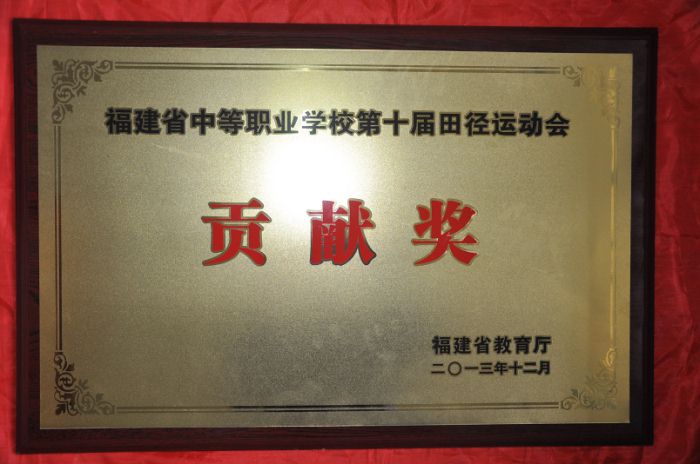 福建省中等职业学校第十届田径运动会
贡献奖
福建省教育厅
二〇一三年十二月